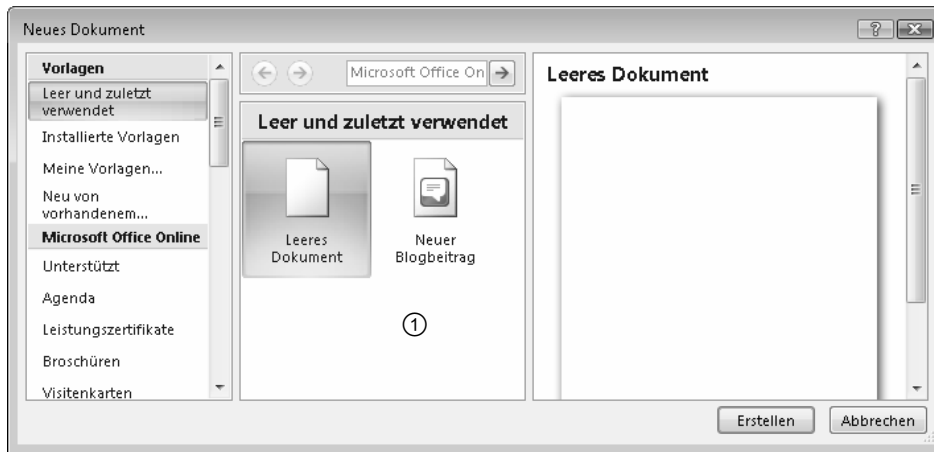 Neues Dokument
Vorlagen
Leer und zuletzt
verwendet
Installierte Vorlagen
Meine Vorlagen...
Neu von
vorhandenem...
Microsoft Office Online
Unterstützt
Agenda
Leistungszertifikate
Broschüren
Visitenkarten
Microsoft Office On
Leer und zuletzt verwendet
Leeres
Dokument
Neuer
Blogbeitrag
1
Leeres Dokument
Erstellen
Abbrechen